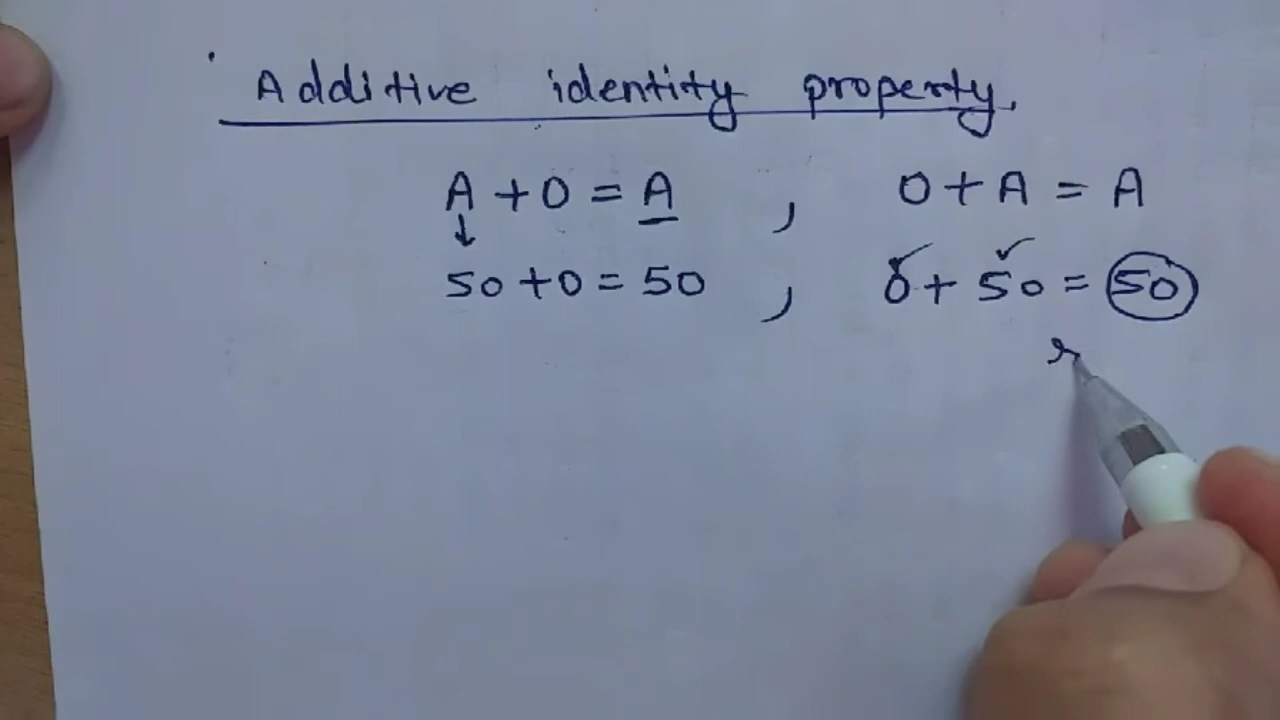 Additive identity property.
A + 0 = A , 0 + A = A
50 + 0 = 50 , 0 + 50 = 50